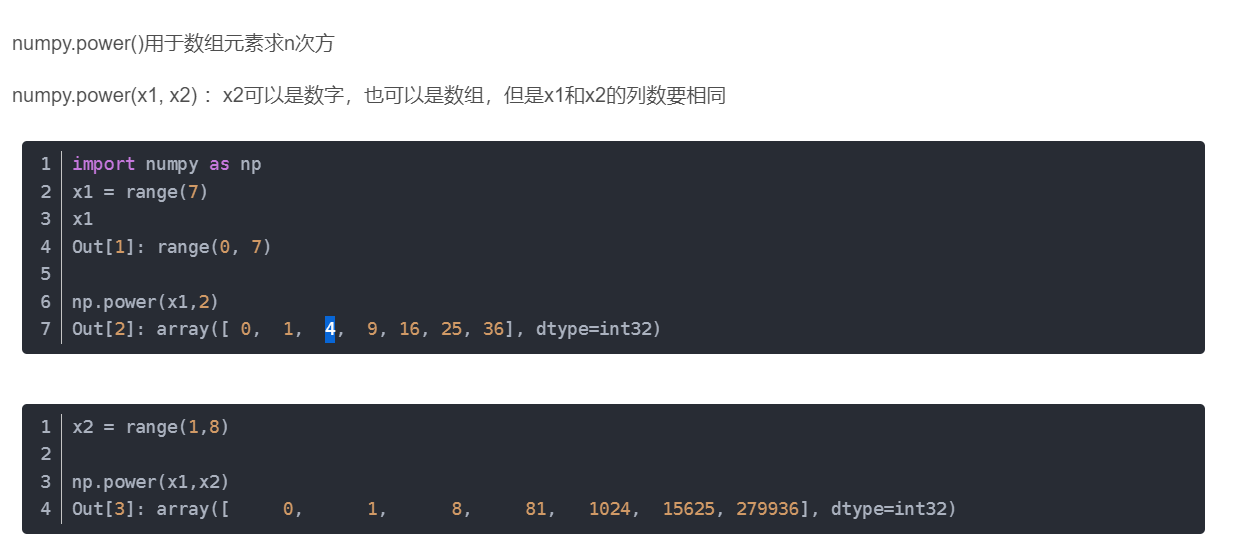 numpy.power()用于数组元素求n次方
numpy.power(x1, x2) ：x2可以是数字，也可以是数组，但是x1和x2的列数要相同
1 import numpy as np
2 x1 = range(7)
3 x1
4 Out[1]: range(0, 7)
5
6 np.power(x1,2)
7 Out[2]: array([ 0,  1,  4,  9, 16, 25, 36], dtype=int32)
1 x2 = range(1,8)
2
3 np.power(x1,x2)
4 Out[3]: array([     0,      1,      8,     81,   1024,  15625, 279936], dtype=int32)